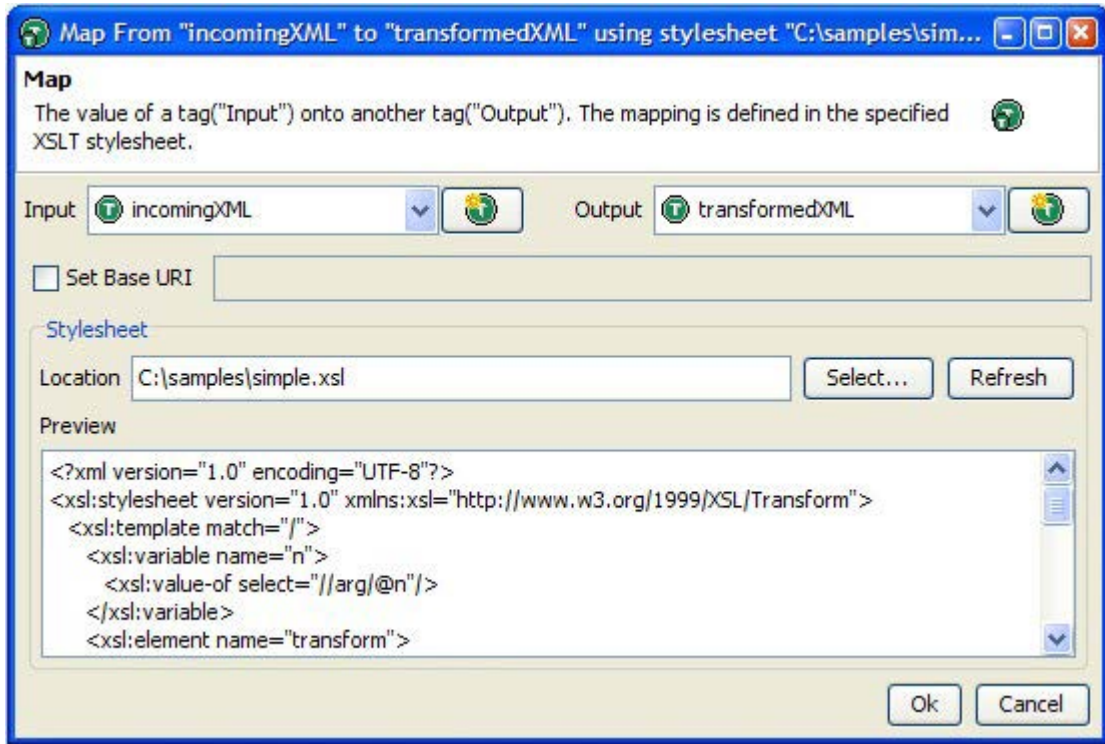 Map From "incomingXML" to "transformedXML" using stylesheet "C:\samples\sim...
Map
The value of a tag("Input") onto another tag("Output"). The mapping is defined in the specified
XSLT stylesheet.
Input T incomingXML Output T transformedXML
Set Base URI
Stylesheet
Location C:\samples\simple.xsl Select... Refresh
Preview
<?xml version="1.0" encoding="UTF-8"?>
<xsl:stylesheet version="1.0" xmlns:xsl="http://www.w3.org/1999/XSL/Transform">
<xsl:template match="/">
<xsl:variable name="n">
<xsl:value-of select="//arg/@n"/>
</xsl:variable>
<xsl:element name="transform">
Ok Cancel